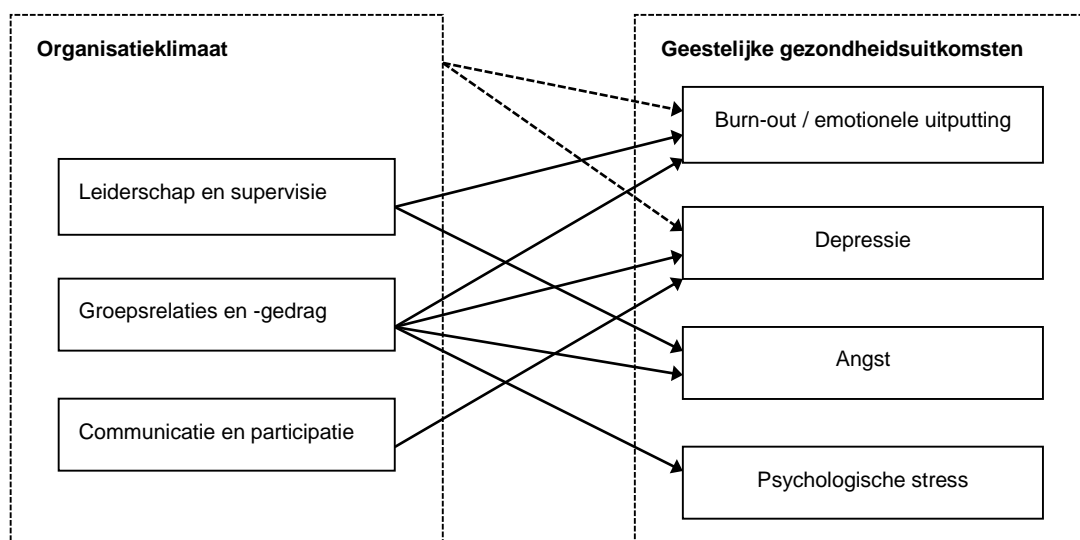 Organisatieklimaat
Leiderschap en supervisie
Groepsrelaties en -gedrag
Communicatie en participatie
Geestelijke gezondheidsuitkomsten
Burn-out / emotionele uitputting
Depressie
Angst
Psychologische stress